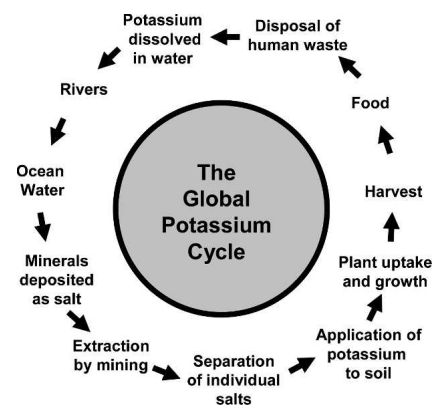 Potassium
dissolved
in water
Disposal of
human waste
Rivers
Food
Ocean
Water
The
Global
Potassium
Cycle
Harvest
Minerals
deposited
as salt
Plant uptake
and growth
Extraction
by mining
Separation
of individual
salts
Application of
potassium
to soil